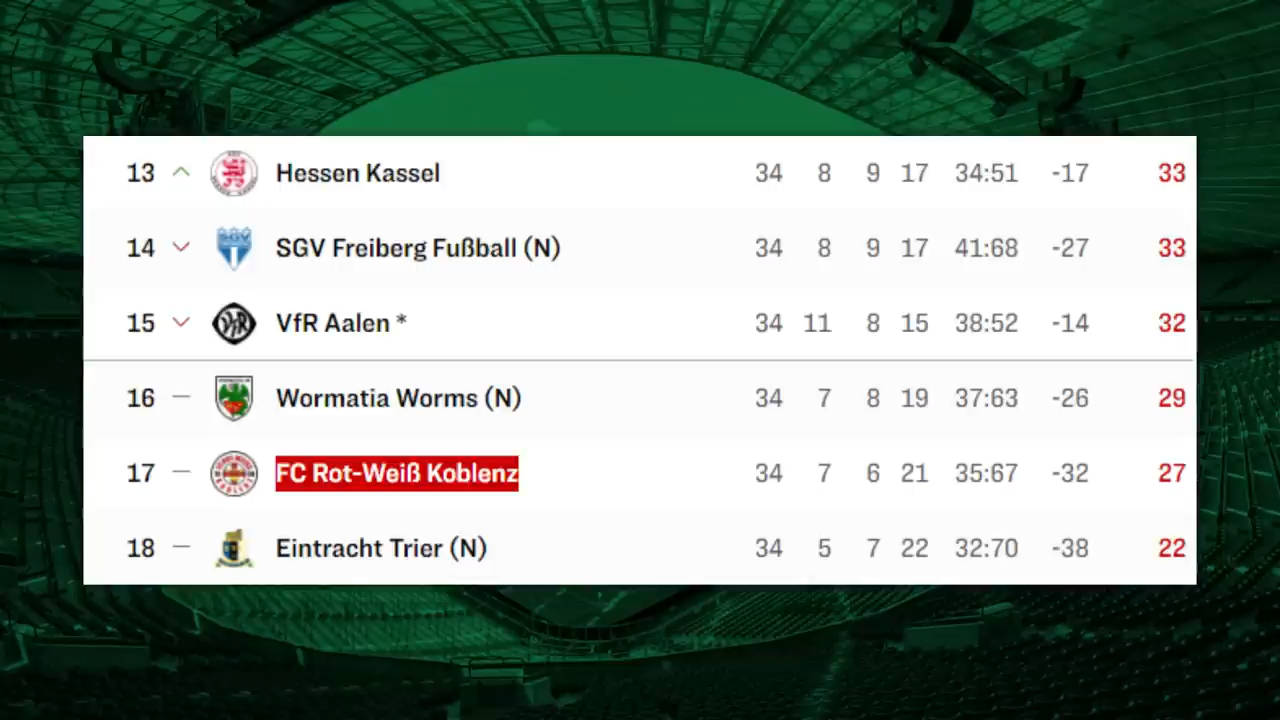 13 Hessen Kassel 34 8 9 17 34:51 -17 33
14 SGV Freiberg Fußball (N) 34 8 9 17 41:68 -27 33
15 VfR Aalen * 34 11 8 15 38:52 -14 32
16 — Wormatia Worms (N) 34 7 8 19 37:63 -26 29
17 — FC Rot-Weiß Koblenz 34 7 6 21 35:67 -32 27
18 — Eintracht Trier (N) 34 5 7 22 32:70 -38 22